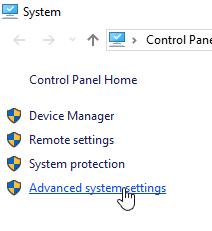 System
Control Panel
Control Panel Home
Device Manager
Remote settings
System protection
Advanced system settings